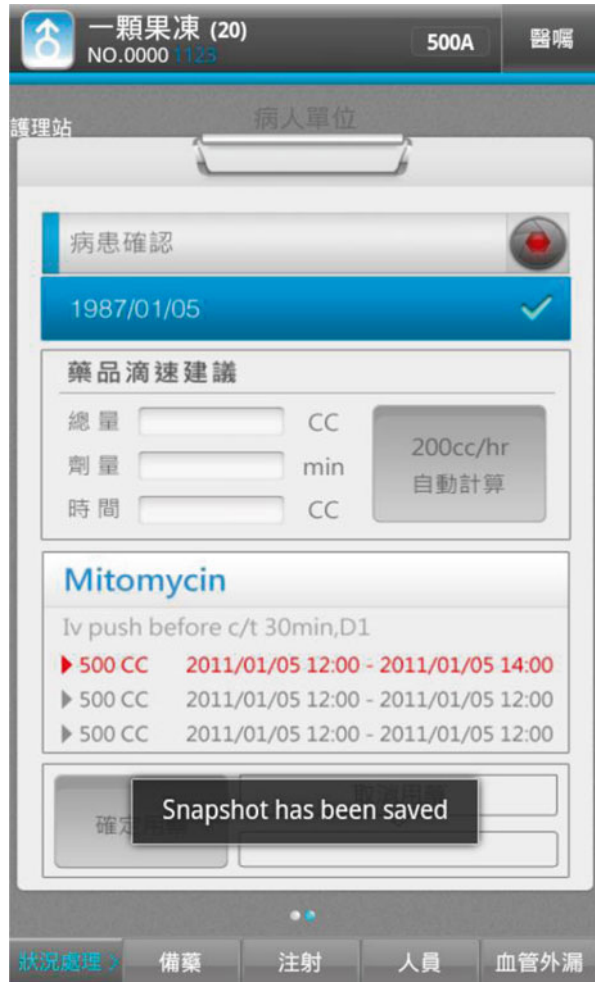 一顆果凍 (20)
NO.0000 1123
500A
醫囑
護理站
病人單位
病患確認
1987/01/05
藥品滴速建議
總量 CC
劑量 min
時間 CC
200cc/hr
自動計算
Mitomycin
Iv push before c/t 30min,D1
500 CC 2011/01/05 12:00 - 2011/01/05 14:00
500 CC 2011/01/05 12:00 - 2011/01/05 12:00
500 CC 2011/01/05 12:00 - 2011/01/05 12:00
確定
Snapshot has been saved
狀況處理 備藥 注射 人員 血管外漏